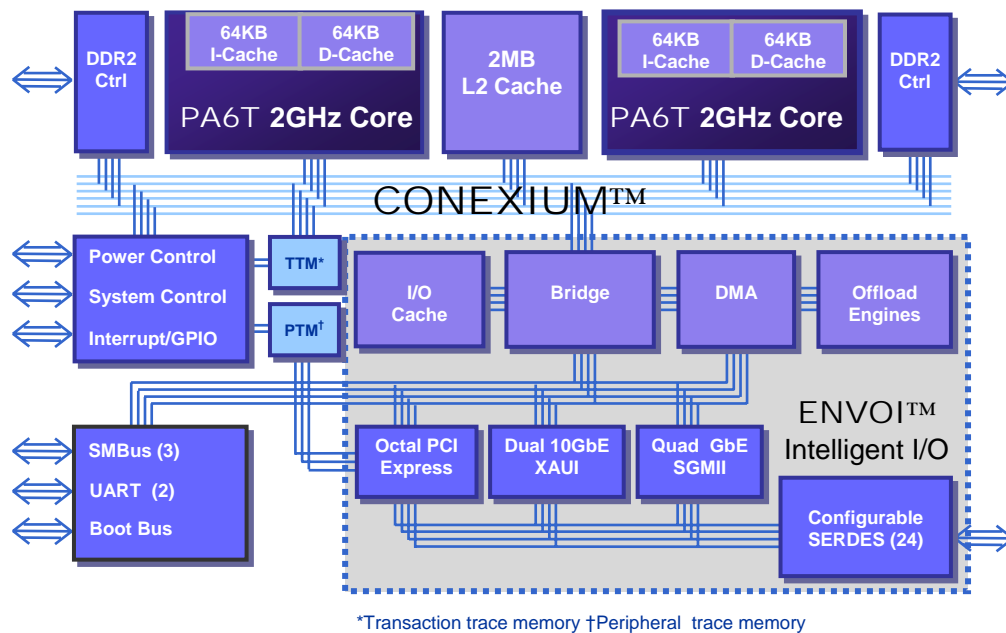 DDR2
Ctrl
64KB
I-Cache
64KB
D-Cache
PA6T 2GHz Core
2MB
L2 Cache
64KB
I-Cache
64KB
D-Cache
PA6T 2GHz Core
DDR2
Ctrl
CONEXIUM™
Power Control
System Control
Interrupt/GPIO
TTM*
PTM†
I/O
Cache
Bridge
DMA
Offload
Engines
ENVOI™
Intelligent I/O
SMBus (3)
UART (2)
Boot Bus
Octal PCI
Express
Dual 10GbE
XAUI
Quad GbE
SGMII
Configurable
SERDES (24)
*Transaction trace memory †Peripheral trace memory